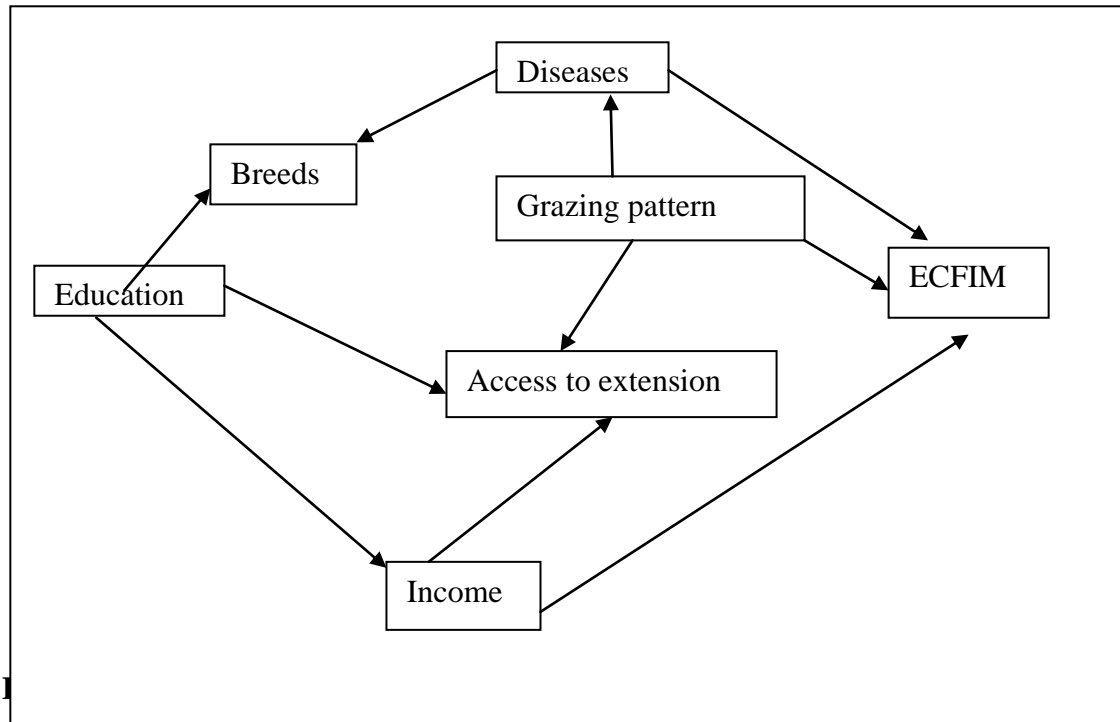 Diseases
Breeds
Grazing pattern
ECFIM
Education
Access to extension
Income